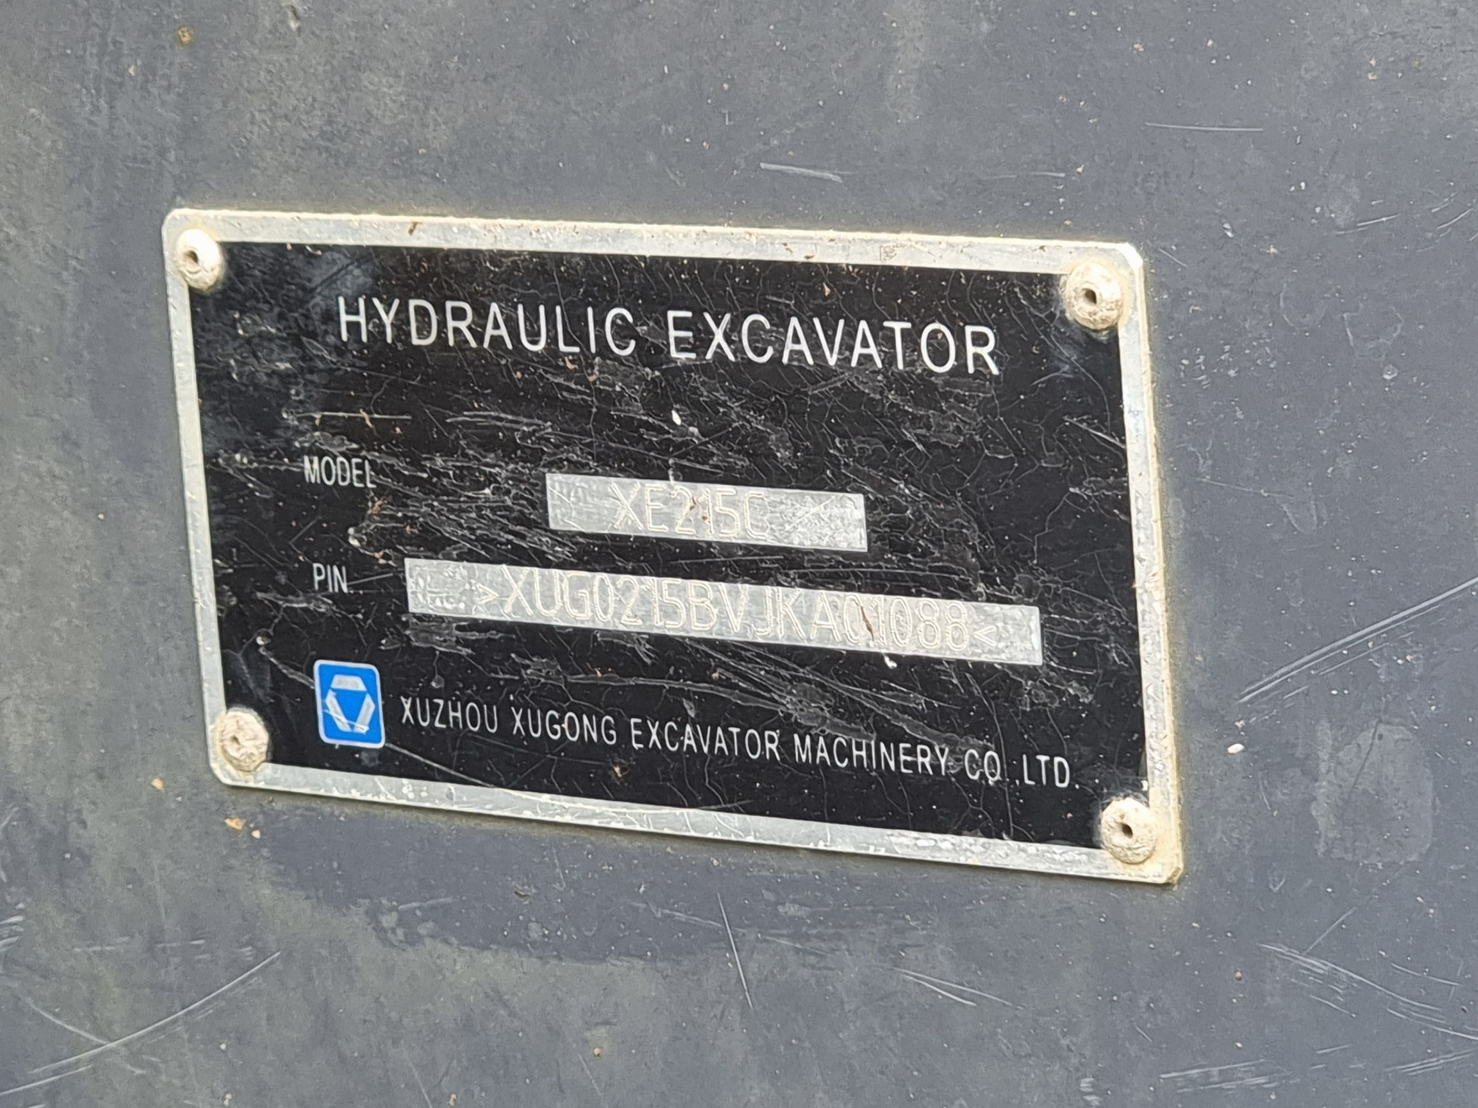 HYDRAULIC EXCAVATOR
MODEL XE215C
PIN >XUG0215BVJKA01088<
XUZHOU XUGONG EXCAVATOR MACHINERY CO.,LTD.